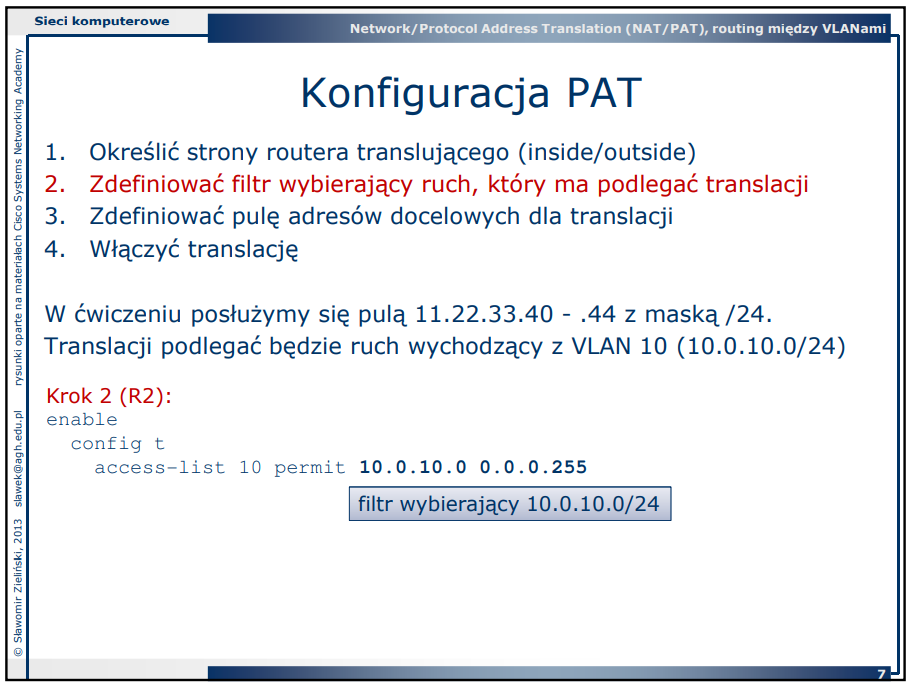 Sieci komputerowe
Network/Protocol Address Translation (NAT/PAT), routing między VLANami
Konfiguracja PAT
1. Określić strony routera translującego (inside/outside)
2. Zdefiniować filtr wybierający ruch, który ma podlegać translacji
3. Zdefiniować pulę adresów docelowych dla translacji
4. Włączyć translację
W ćwiczeniu posłużymy się pulą 11.22.33.40 - .44 z maską /24.
Translacji podlegać będzie ruch wychodzący z VLAN 10 (10.0.10.0/24)
Krok 2 (R2):
enable
config t
access-list 10 permit 10.0.10.0 0.0.0.255
filtr wybierający 10.0.10.0/24
© Sławomir Zieliński, 2013 slawek@agh.edu.pl rysunki oparte na materiałach Cisco Systems Networking Academy
7